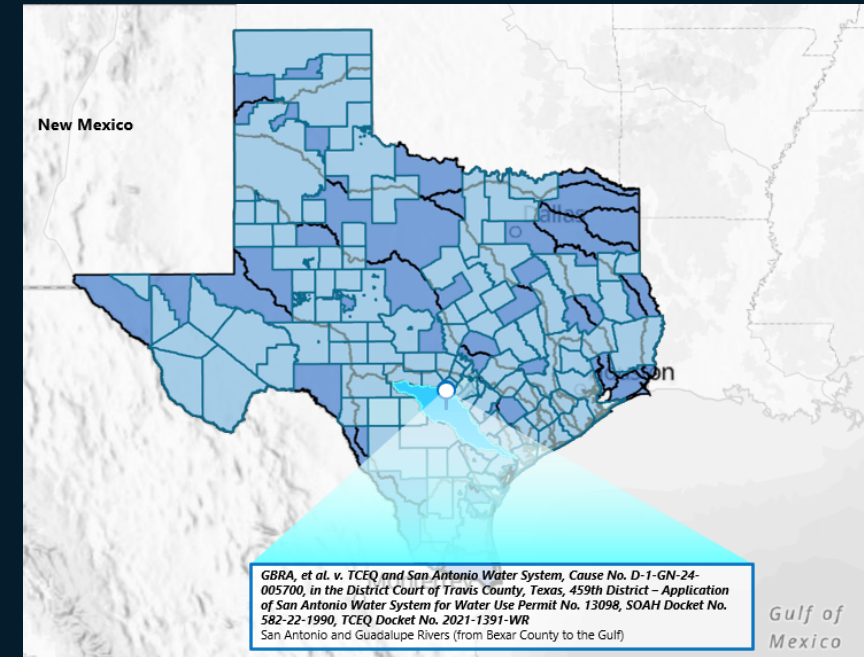 New Mexico
Dallas
son
GBRA, et al. v. TCEQ and San Antonio Water System, Cause No. D-1-GN-24-
005700, in the District Court of Travis County, Texas, 459th District – Application
of San Antonio Water System for Water Use Permit No. 13098, SOAH Docket No.
582-22-1990, TCEQ Docket No. 2021-1391-WR
San Antonio and Guadalupe Rivers (from Bexar County to the Gulf)
Gulf of
Mexico